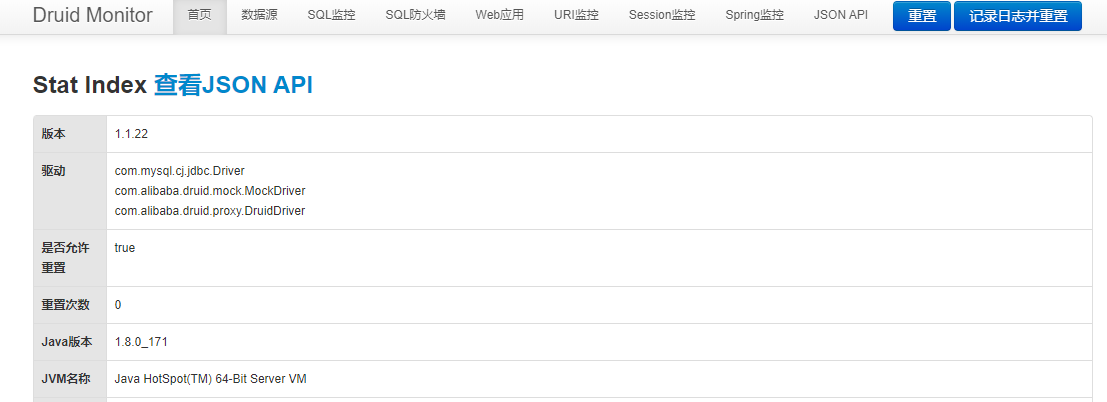 Druid Monitor 首页 数据源 SQL监控 SQL防火墙 Web应用 URI监控 Session监控 Spring监控 JSON API 重置 记录日志并重置
Stat Index 查看JSON API
版本 1.1.22
驱动 com.mysql.cj.jdbc.Driver
com.alibaba.druid.mock.MockDriver
com.alibaba.druid.proxy.DruidDriver
是否允许 true
重置
重置次数 0
Java版本 1.8.0_171
JVM名称 Java HotSpot(TM) 64-Bit Server VM